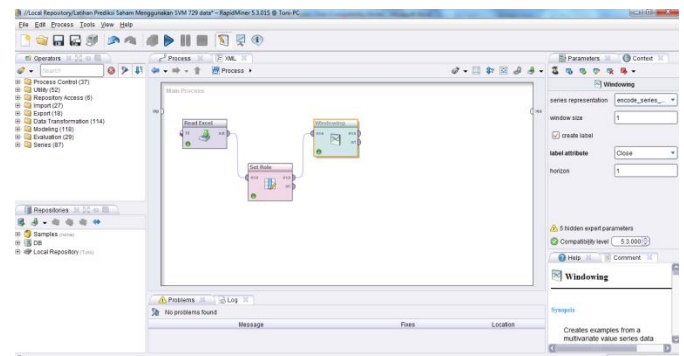 //Local Repository/Latihan Prediksi Saham Menggunakan SVM 729 data* – RapidMiner 5.3.013 @ Toni-PC
File Edit Process Tools View Help
Operators
Search
Process Control (37)
Utility (52)
Repository Access (6)
Import (27)
Export (18)
Data Transformation (114)
Modeling (118)
Evaluation (29)
Series (87)
Repositories
Samples (none)
DB
Local Repository (Toni)
Process
XML
Process
Main Process
Read Excel
Set Role
Windowing
Problems
Log
No problems found
Message Fixes Location
Parameters
Context
Windowing
series representation encode_series_...
window size 1
create label
label attribute Close
horizon 1
5 hidden expert parameters
Compatibility level 5.3.000
Help
Comment
Windowing
Synopsis
Creates examples from a
multivariate value series data